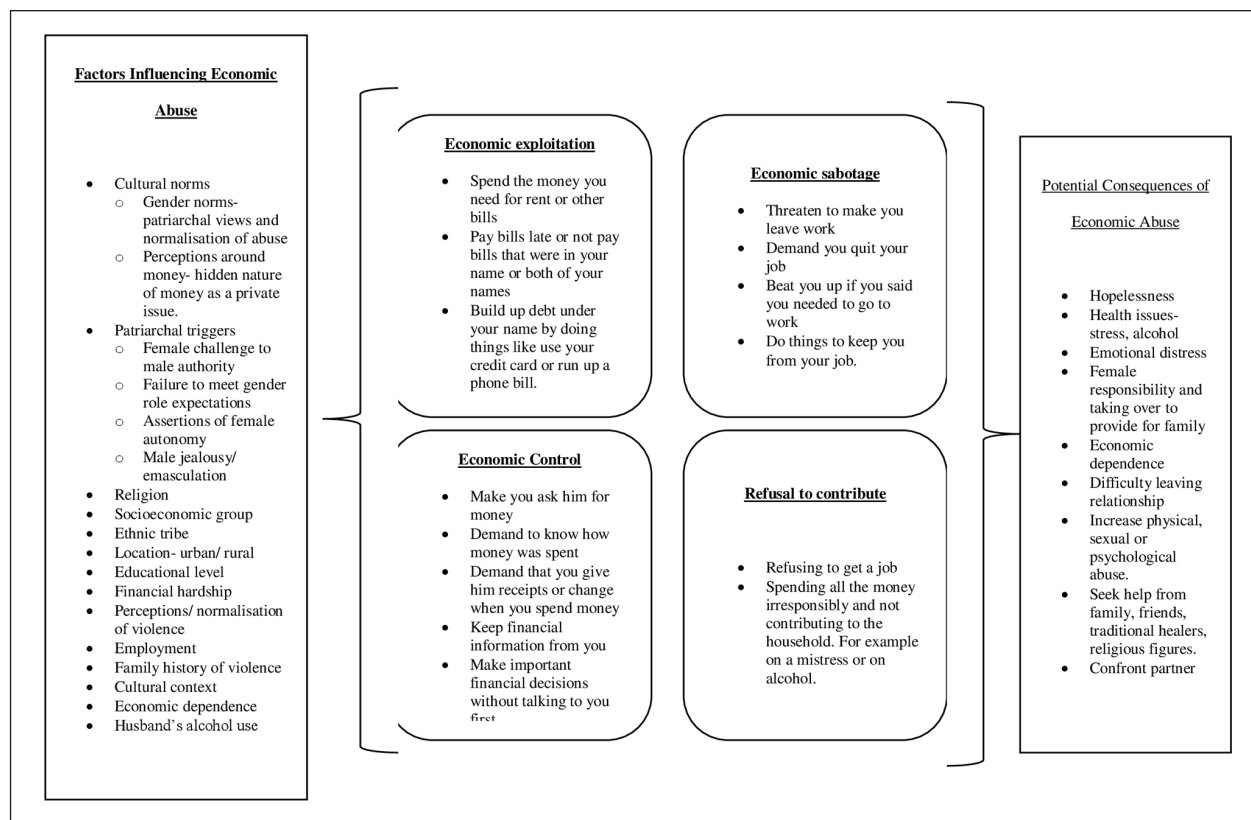 Factors Influencing Economic
Abuse
• Cultural norms
o Gender norms-
patriarchal views and
normalisation of abuse
o Perceptions around
money- hidden nature
of money as a private
issue.
• Patriarchal triggers
o Female challenge to
male authority
o Failure to meet gender
role expectations
o Assertions of female
autonomy
o Male jealousy/
emasculation
• Religion
• Socioeconomic group
• Ethnic tribe
• Location- urban/ rural
• Educational level
• Financial hardship
• Perceptions/ normalisation
of violence
• Employment
• Family history of violence
• Cultural context
• Economic dependence
• Husband's alcohol use
Economic exploitation
• Spend the money you
need for rent or other
bills
• Pay bills late or not pay
bills that were in your
name or both of your
names
• Build up debt under
your name by doing
things like use your
credit card or run up a
phone bill.
Economic sabotage
• Threaten to make you
leave work
• Demand you quit your
job
• Beat you up if you said
you needed to go to
work
• Do things to keep you
from your job.
Economic Control
• Make you ask him for
money
• Demand to know how
money was spent
• Demand that you give
him receipts or change
when you spend money
• Keep financial
information from you
• Make important
financial decisions
without talking to you
first
Refusal to contribute
• Refusing to get a job
• Spending all the money
irresponsibly and not
contributing to the
household. For example
on a mistress or on
alcohol.
Potential Consequences of
Economic Abuse
• Hopelessness
• Health issues-
stress, alcohol
• Emotional distress
• Female
responsibility and
taking over to
provide for family
• Economic
dependence
• Difficulty leaving
relationship
• Increase physical,
sexual or
psychological
abuse.
• Seek help from
family, friends,
traditional healers,
religious figures.
• Confront partner